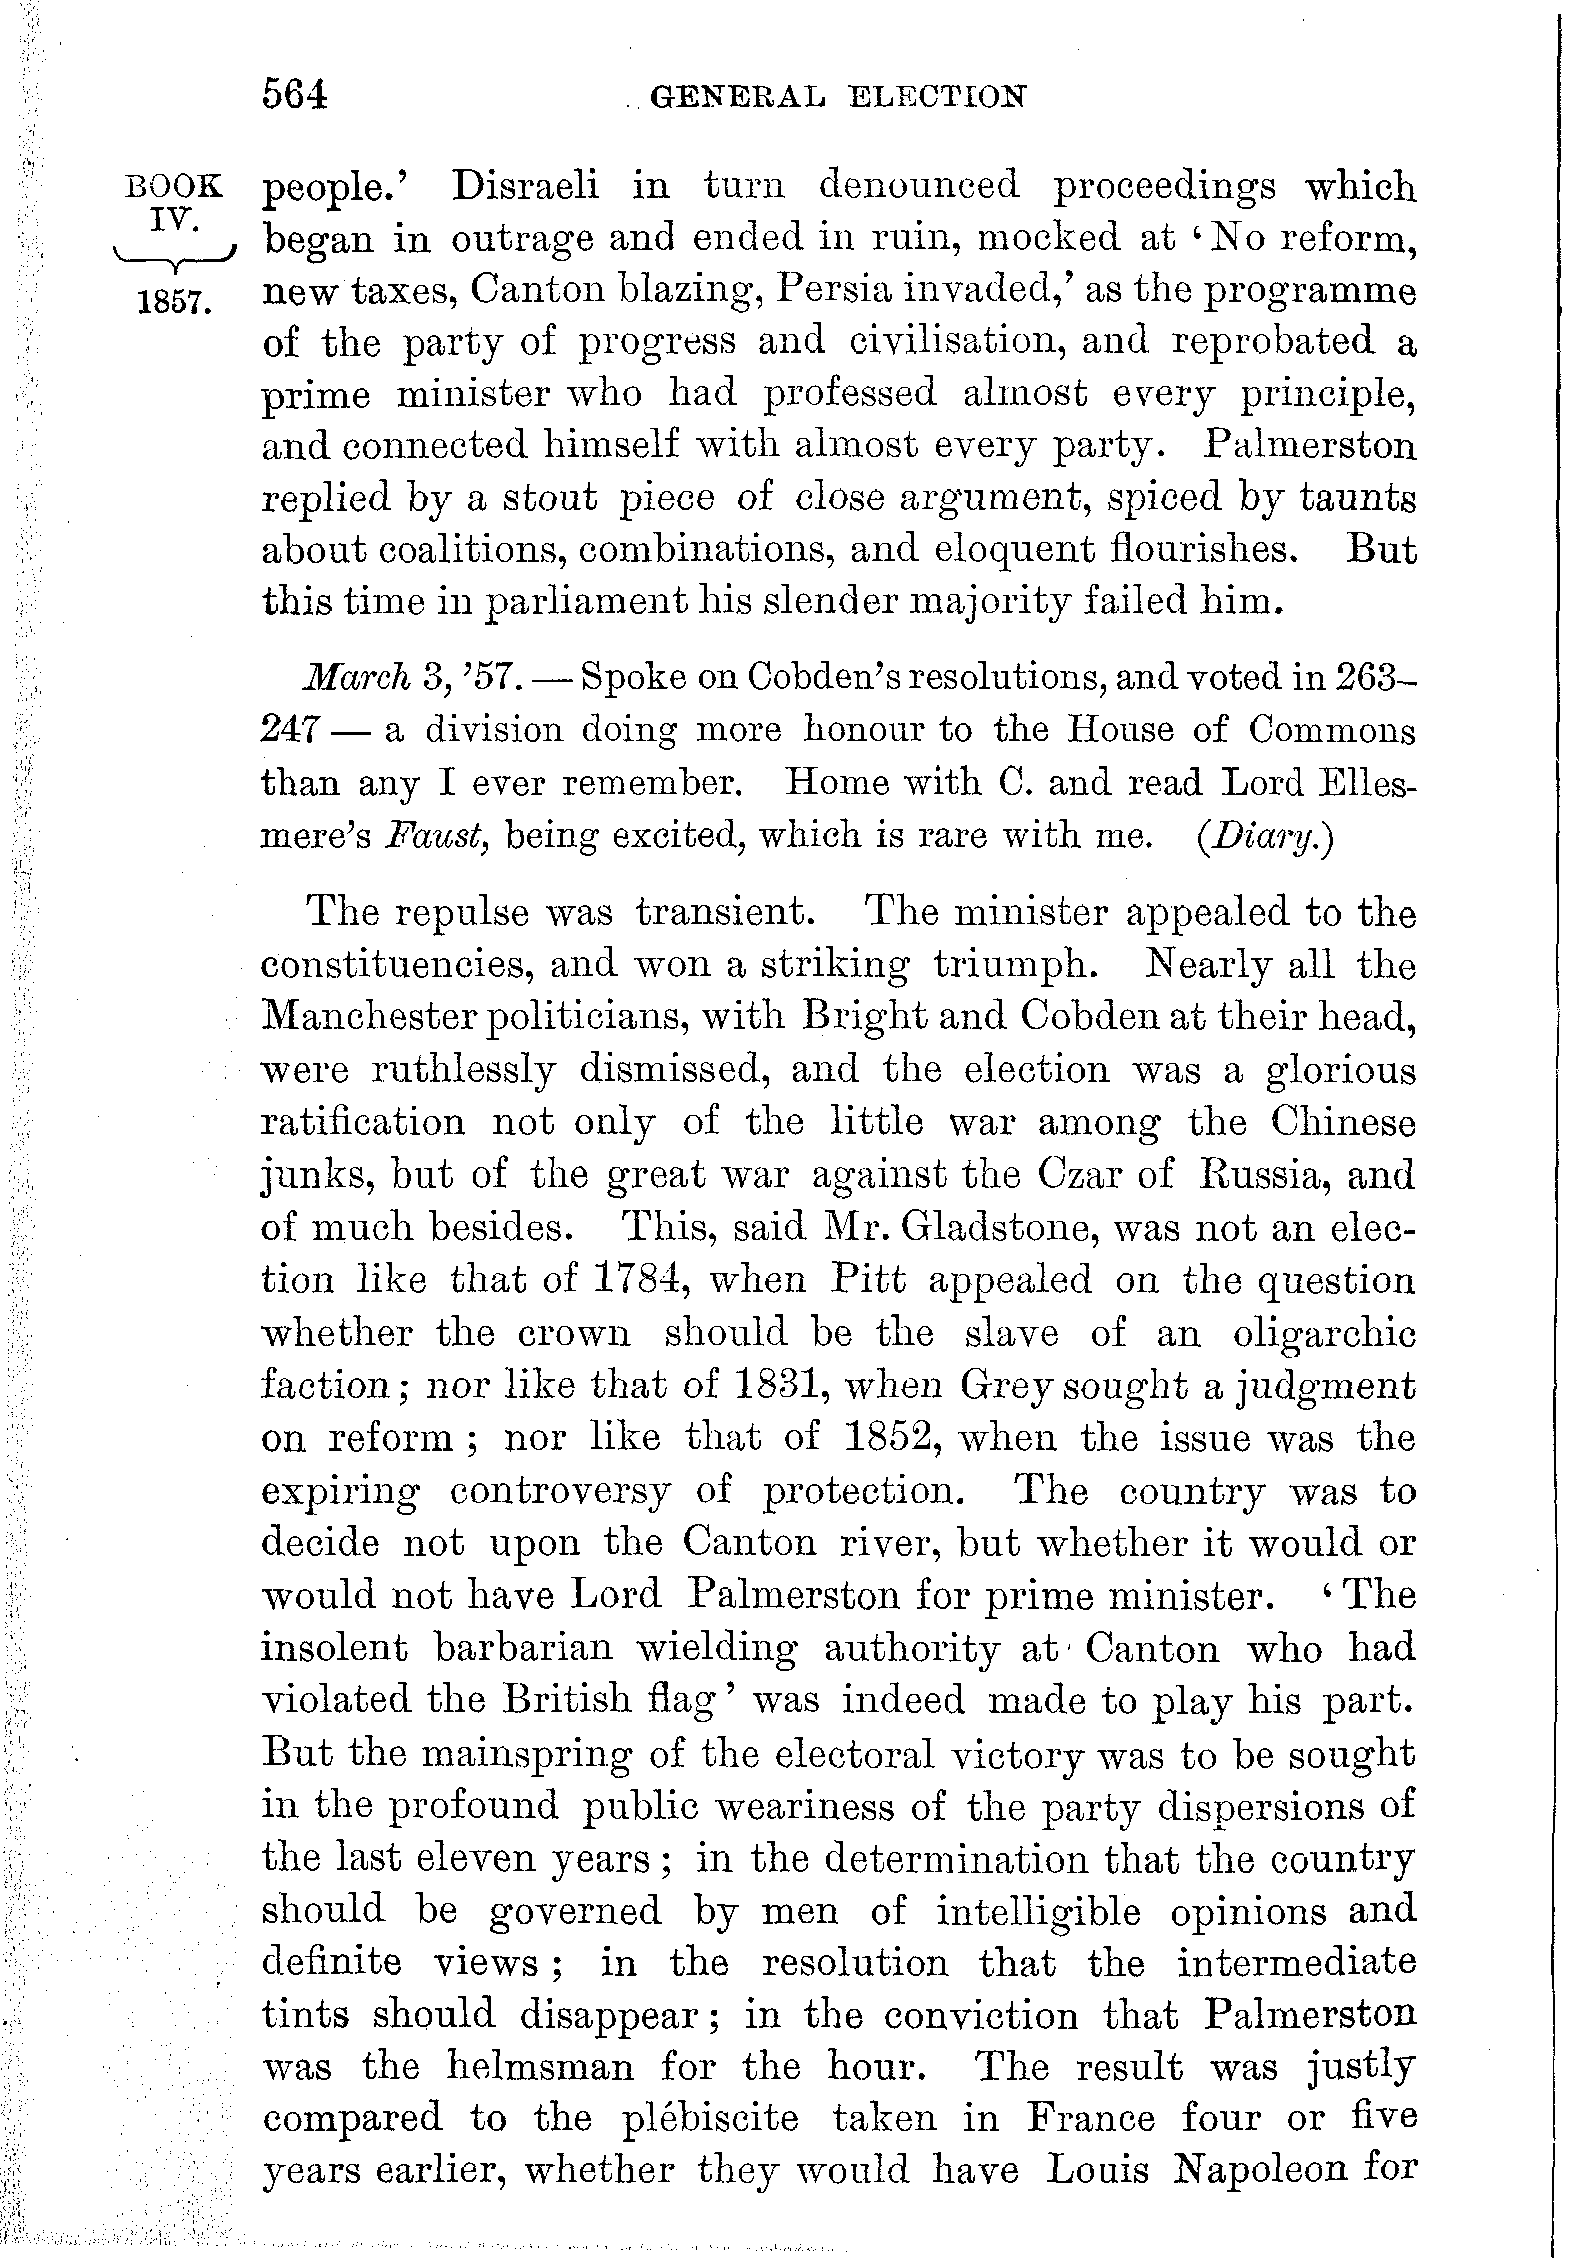 564 GENERAL ELECTION
BOOK
IV.
1857.
people.' Disraeli in turn denounced proceedings which
began in outrage and ended in ruin, mocked at 'No reform,
new taxes, Canton blazing, Persia invaded,' as the programme
of the party of progress and civilisation, and reprobated a
prime minister who had professed almost every principle,
and connected himself with almost every party. Palmerston
replied by a stout piece of close argument, spiced by taunts
about coalitions, combinations, and eloquent flourishes. But
this time in parliament his slender majority failed him.
March 3, '57. — Spoke on Cobden's resolutions, and voted in 263–
247 — a division doing more honour to the House of Commons
than any I ever remember. Home with C. and read Lord Elles-
mere's Faust, being excited, which is rare with me. (Diary.)
The repulse was transient. The minister appealed to the
constituencies, and won a striking triumph. Nearly all the
Manchester politicians, with Bright and Cobden at their head,
were ruthlessly dismissed, and the election was a glorious
ratification not only of the little war among the Chinese
junks, but of the great war against the Czar of Russia, and
of much besides. This, said Mr. Gladstone, was not an elec-
tion like that of 1784, when Pitt appealed on the question
whether the crown should be the slave of an oligarchic
faction; nor like that of 1831, when Grey sought a judgment
on reform; nor like that of 1852, when the issue was the
expiring controversy of protection. The country was to
decide not upon the Canton river, but whether it would or
would not have Lord Palmerston for prime minister. 'The
insolent barbarian wielding authority at Canton who had
violated the British flag' was indeed made to play his part.
But the mainspring of the electoral victory was to be sought
in the profound public weariness of the party dispersions of
the last eleven years; in the determination that the country
should be governed by men of intelligible opinions and
definite views; in the resolution that the intermediate
tints should disappear; in the conviction that Palmerston
was the helmsman for the hour. The result was justly
compared to the plébiscite taken in France four or five
years earlier, whether they would have Louis Napoleon for